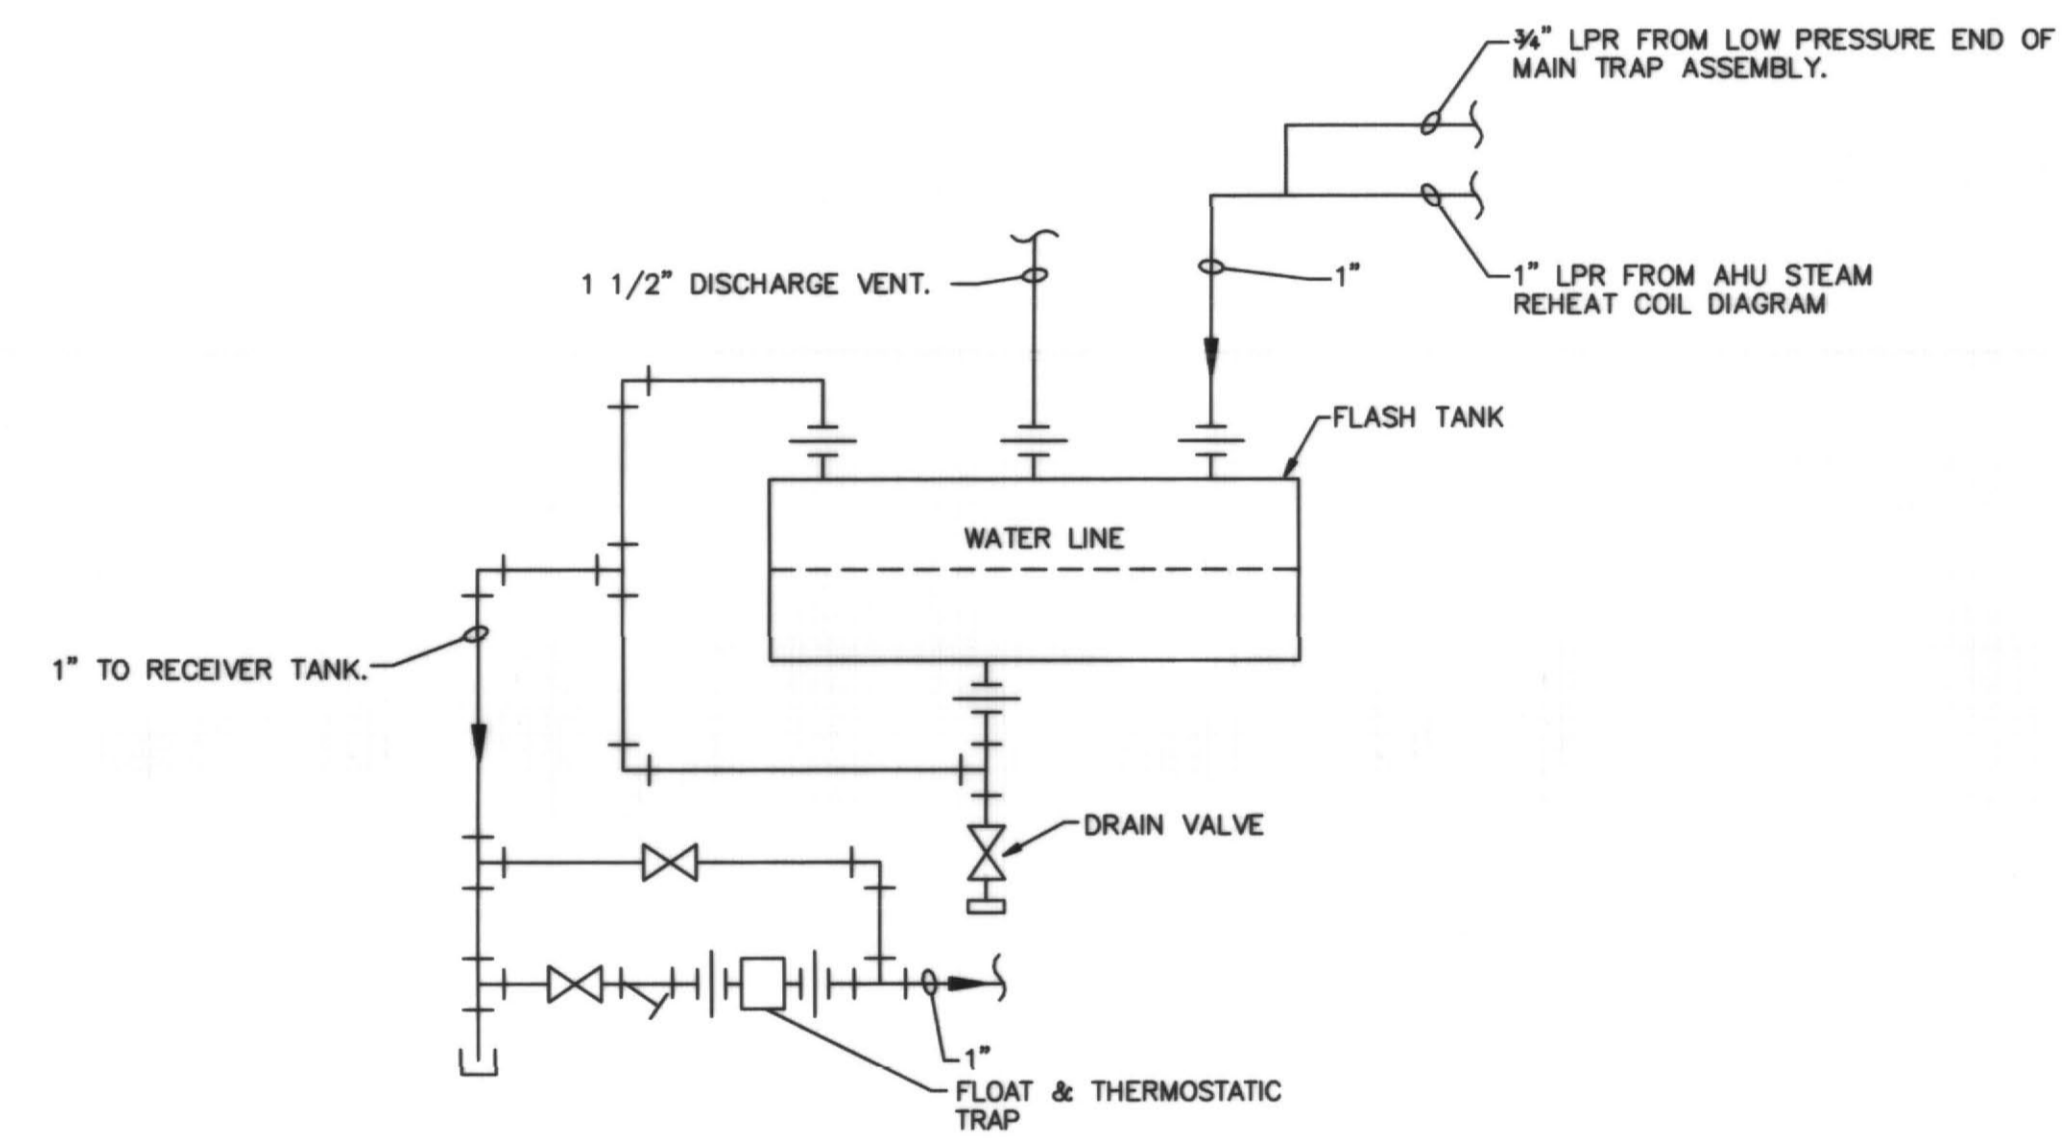 ¾" LPR FROM LOW PRESSURE END OF
MAIN TRAP ASSEMBLY.
1 1/2" DISCHARGE VENT.
1"
1" LPR FROM AHU STEAM
REHEAT COIL DIAGRAM
FLASH TANK
WATER LINE
1" TO RECEIVER TANK.
DRAIN VALVE
1"
FLOAT & THERMOSTATIC
TRAP